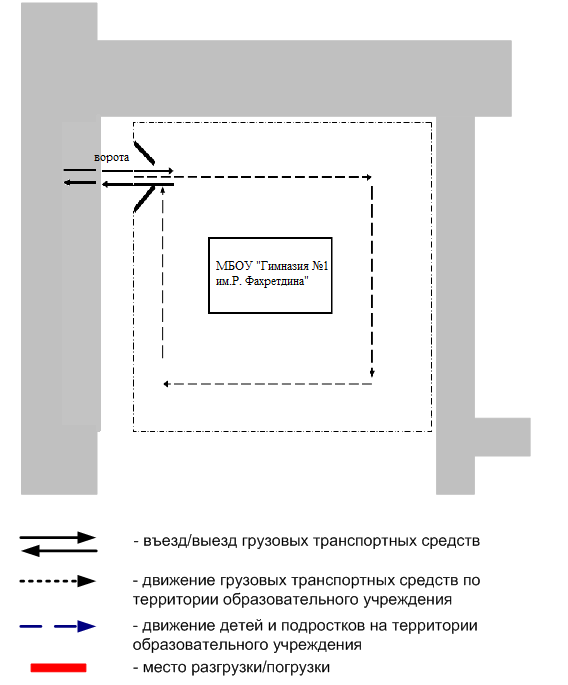 ворота
МБОУ "Гимназия №1
им.Р. Фахретдина"
- въезд/выезд грузовых транспортных средств
- движение грузовых транспортных средств по
территории образовательного учреждения
- движение детей и подростков на территории
образовательного учреждения
- место разгрузки/погрузки